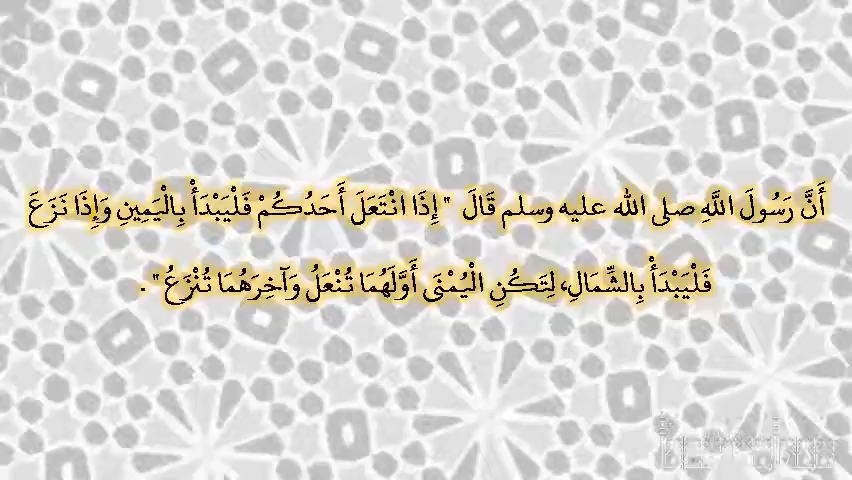 أَنَّ رَسُولَ اللَّهِ صلى الله عليه وسلم قَالَ ‏"‏ إِذَا انْتَعَلَ أَحَدُكُمْ فَلْيَبْدَأْ بِالْيَمِينِ وَإِذَا نَزَعَ
فَلْيَبْدَأْ بِالشِّمَالِ، لِتَكُنِ الْيُمْنَى أَوَّلَهُمَا تُنْعَلُ وَآخِرَهُمَا تُنْزَعُ ‏"‏‏.‏